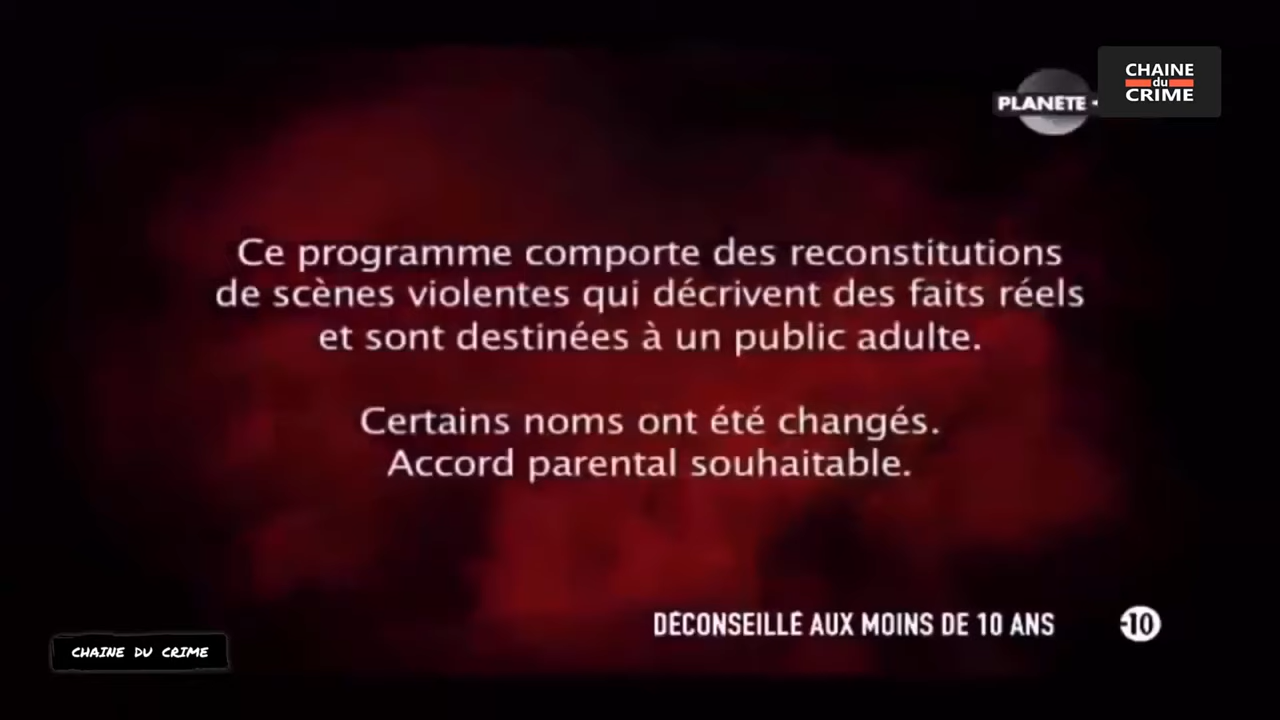 CHAINE
du
CRIME
PLANETE +
Ce programme comporte des reconstitutions
de scènes violentes qui décrivent des faits réels
et sont destinées à un public adulte.
Certains noms ont été changés.
Accord parental souhaitable.
DÉCONSEILLÉ AUX MOINS DE 10 ANS
-10
CHAINE DU CRIME